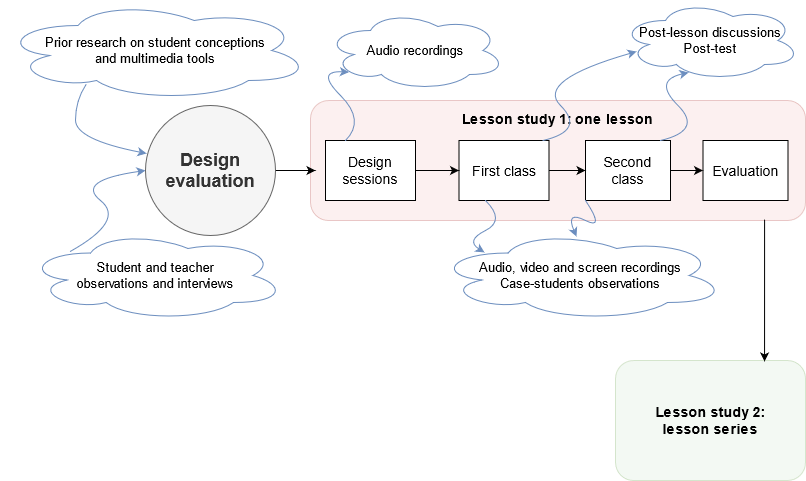 Prior research on student conceptions
and multimedia tools
Audio recordings
Post-lesson discussions
Post-test
Lesson study 1: one lesson
Design
evaluation
Design
sessions
First class
Second
class
Evaluation
Student and teacher
observations and interviews
Audio, video and screen recordings
Case-students observations
Lesson study 2:
lesson series